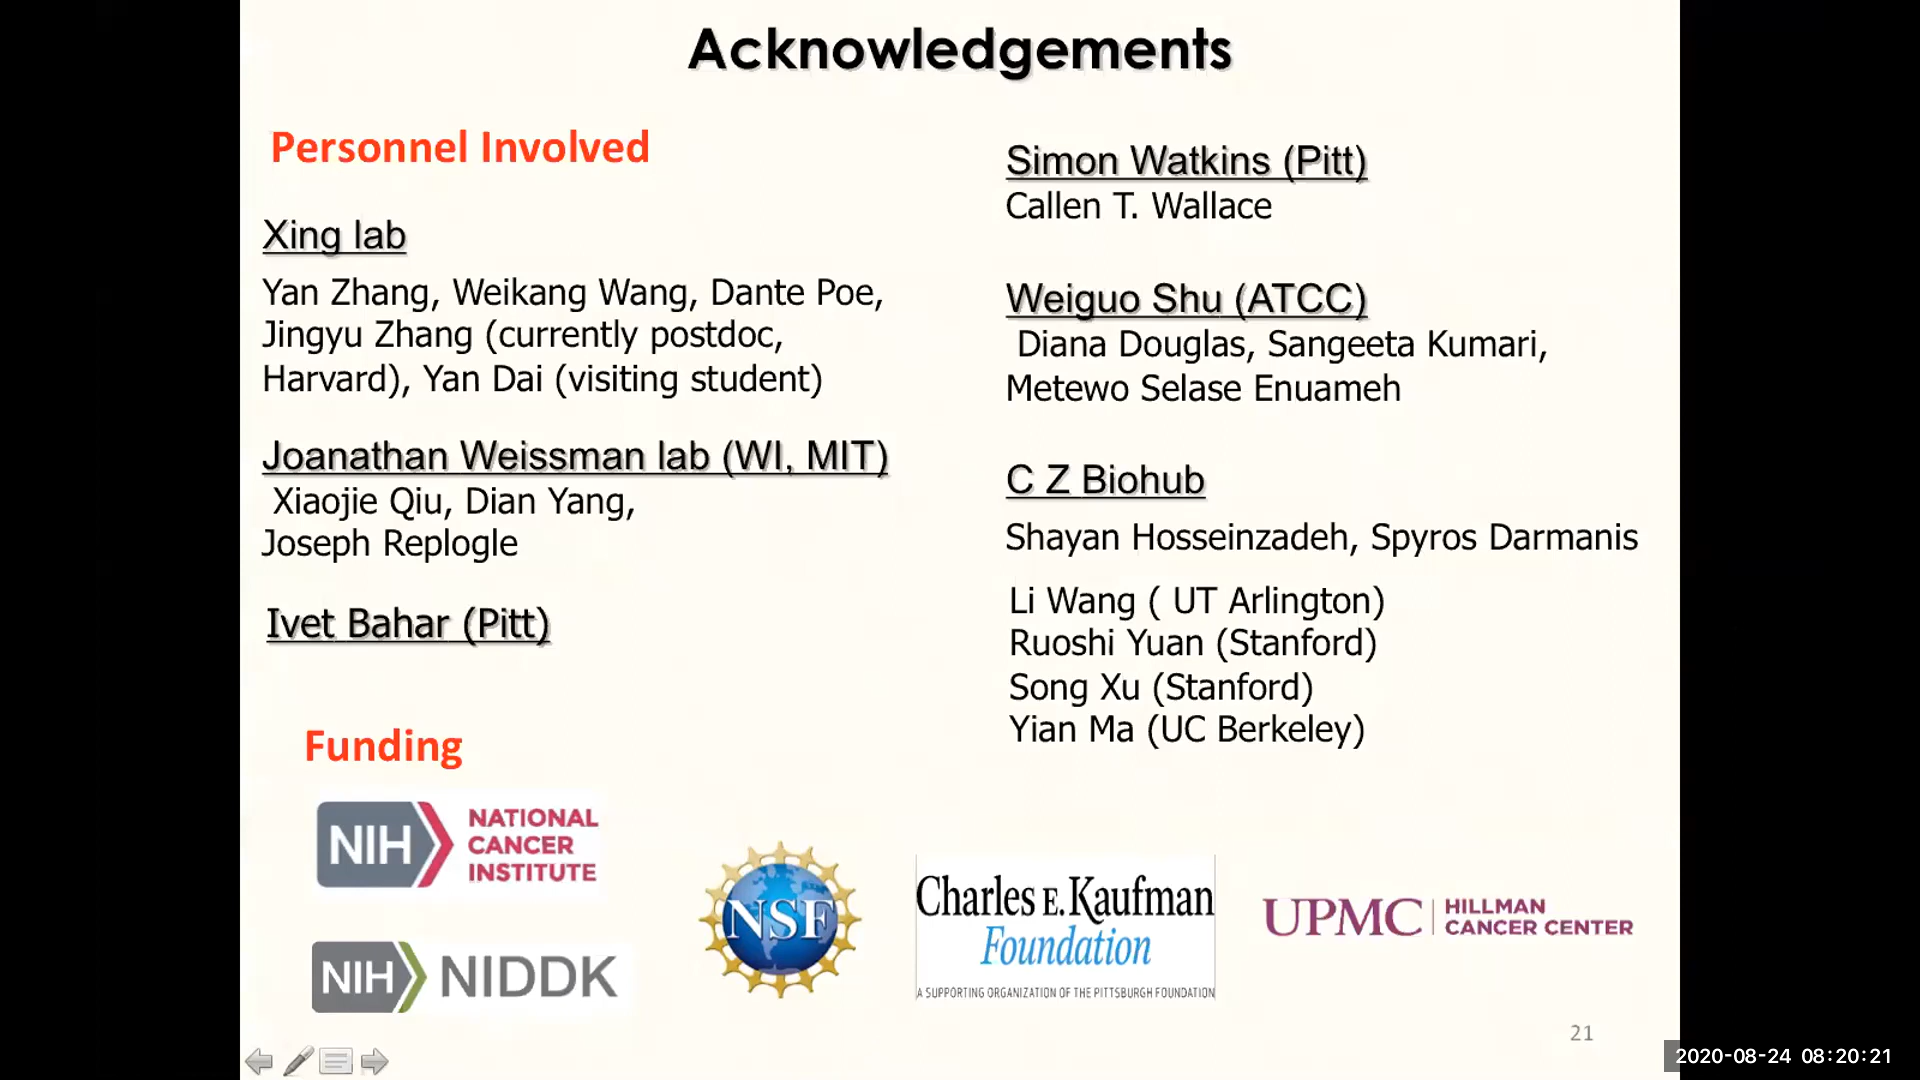 Acknowledgements
Personnel Involved
Xing lab
Yan Zhang, Weikang Wang, Dante Poe,
Jingyu Zhang (currently postdoc,
Harvard), Yan Dai (visiting student)
Joanathan Weissman lab (WI, MIT)
Xiaojie Qiu, Dian Yang,
Joseph Replogle
Ivet Bahar (Pitt)
Simon Watkins (Pitt)
Callen T. Wallace
Weiguo Shu (ATCC)
Diana Douglas, Sangeeta Kumari,
Metewo Selase Enuameh
C Z Biohub
Shayan Hosseinzadeh, Spyros Darmanis
Li Wang ( UT Arlington)
Ruoshi Yuan (Stanford)
Song Xu (Stanford)
Yian Ma (UC Berkeley)
Funding
NIH NATIONAL
CANCER
INSTITUTE
NIH NIDDK
NSF
Charles E. Kaufman
Foundation
A SUPPORTING ORGANIZATION OF THE PITTSBURGH FOUNDATION
UPMC HILLMAN
CANCER CENTER
21
2020-08-24 08:20:21